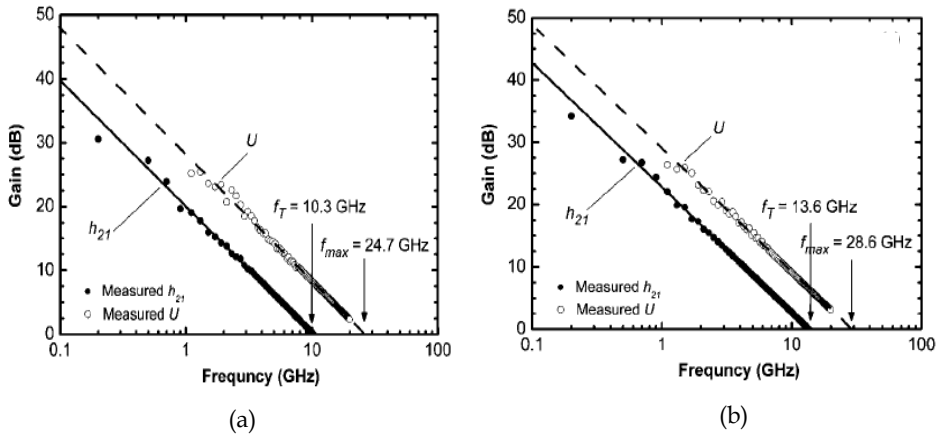 50
40
30
20
10
0
Gain (dB)
U
h21
fT = 10.3 GHz
fmax = 24.7 GHz
Measured h21
Measured U
0.1
1
10
100
Frequncy (GHz)
(a)
50
40
30
20
10
0
Gain (dB)
U
h21
fT = 13.6 GHz
fmax = 28.6 GHz
Measured h21
Measured U
0.1
1
10
100
Frequncy (GHz)
(b)